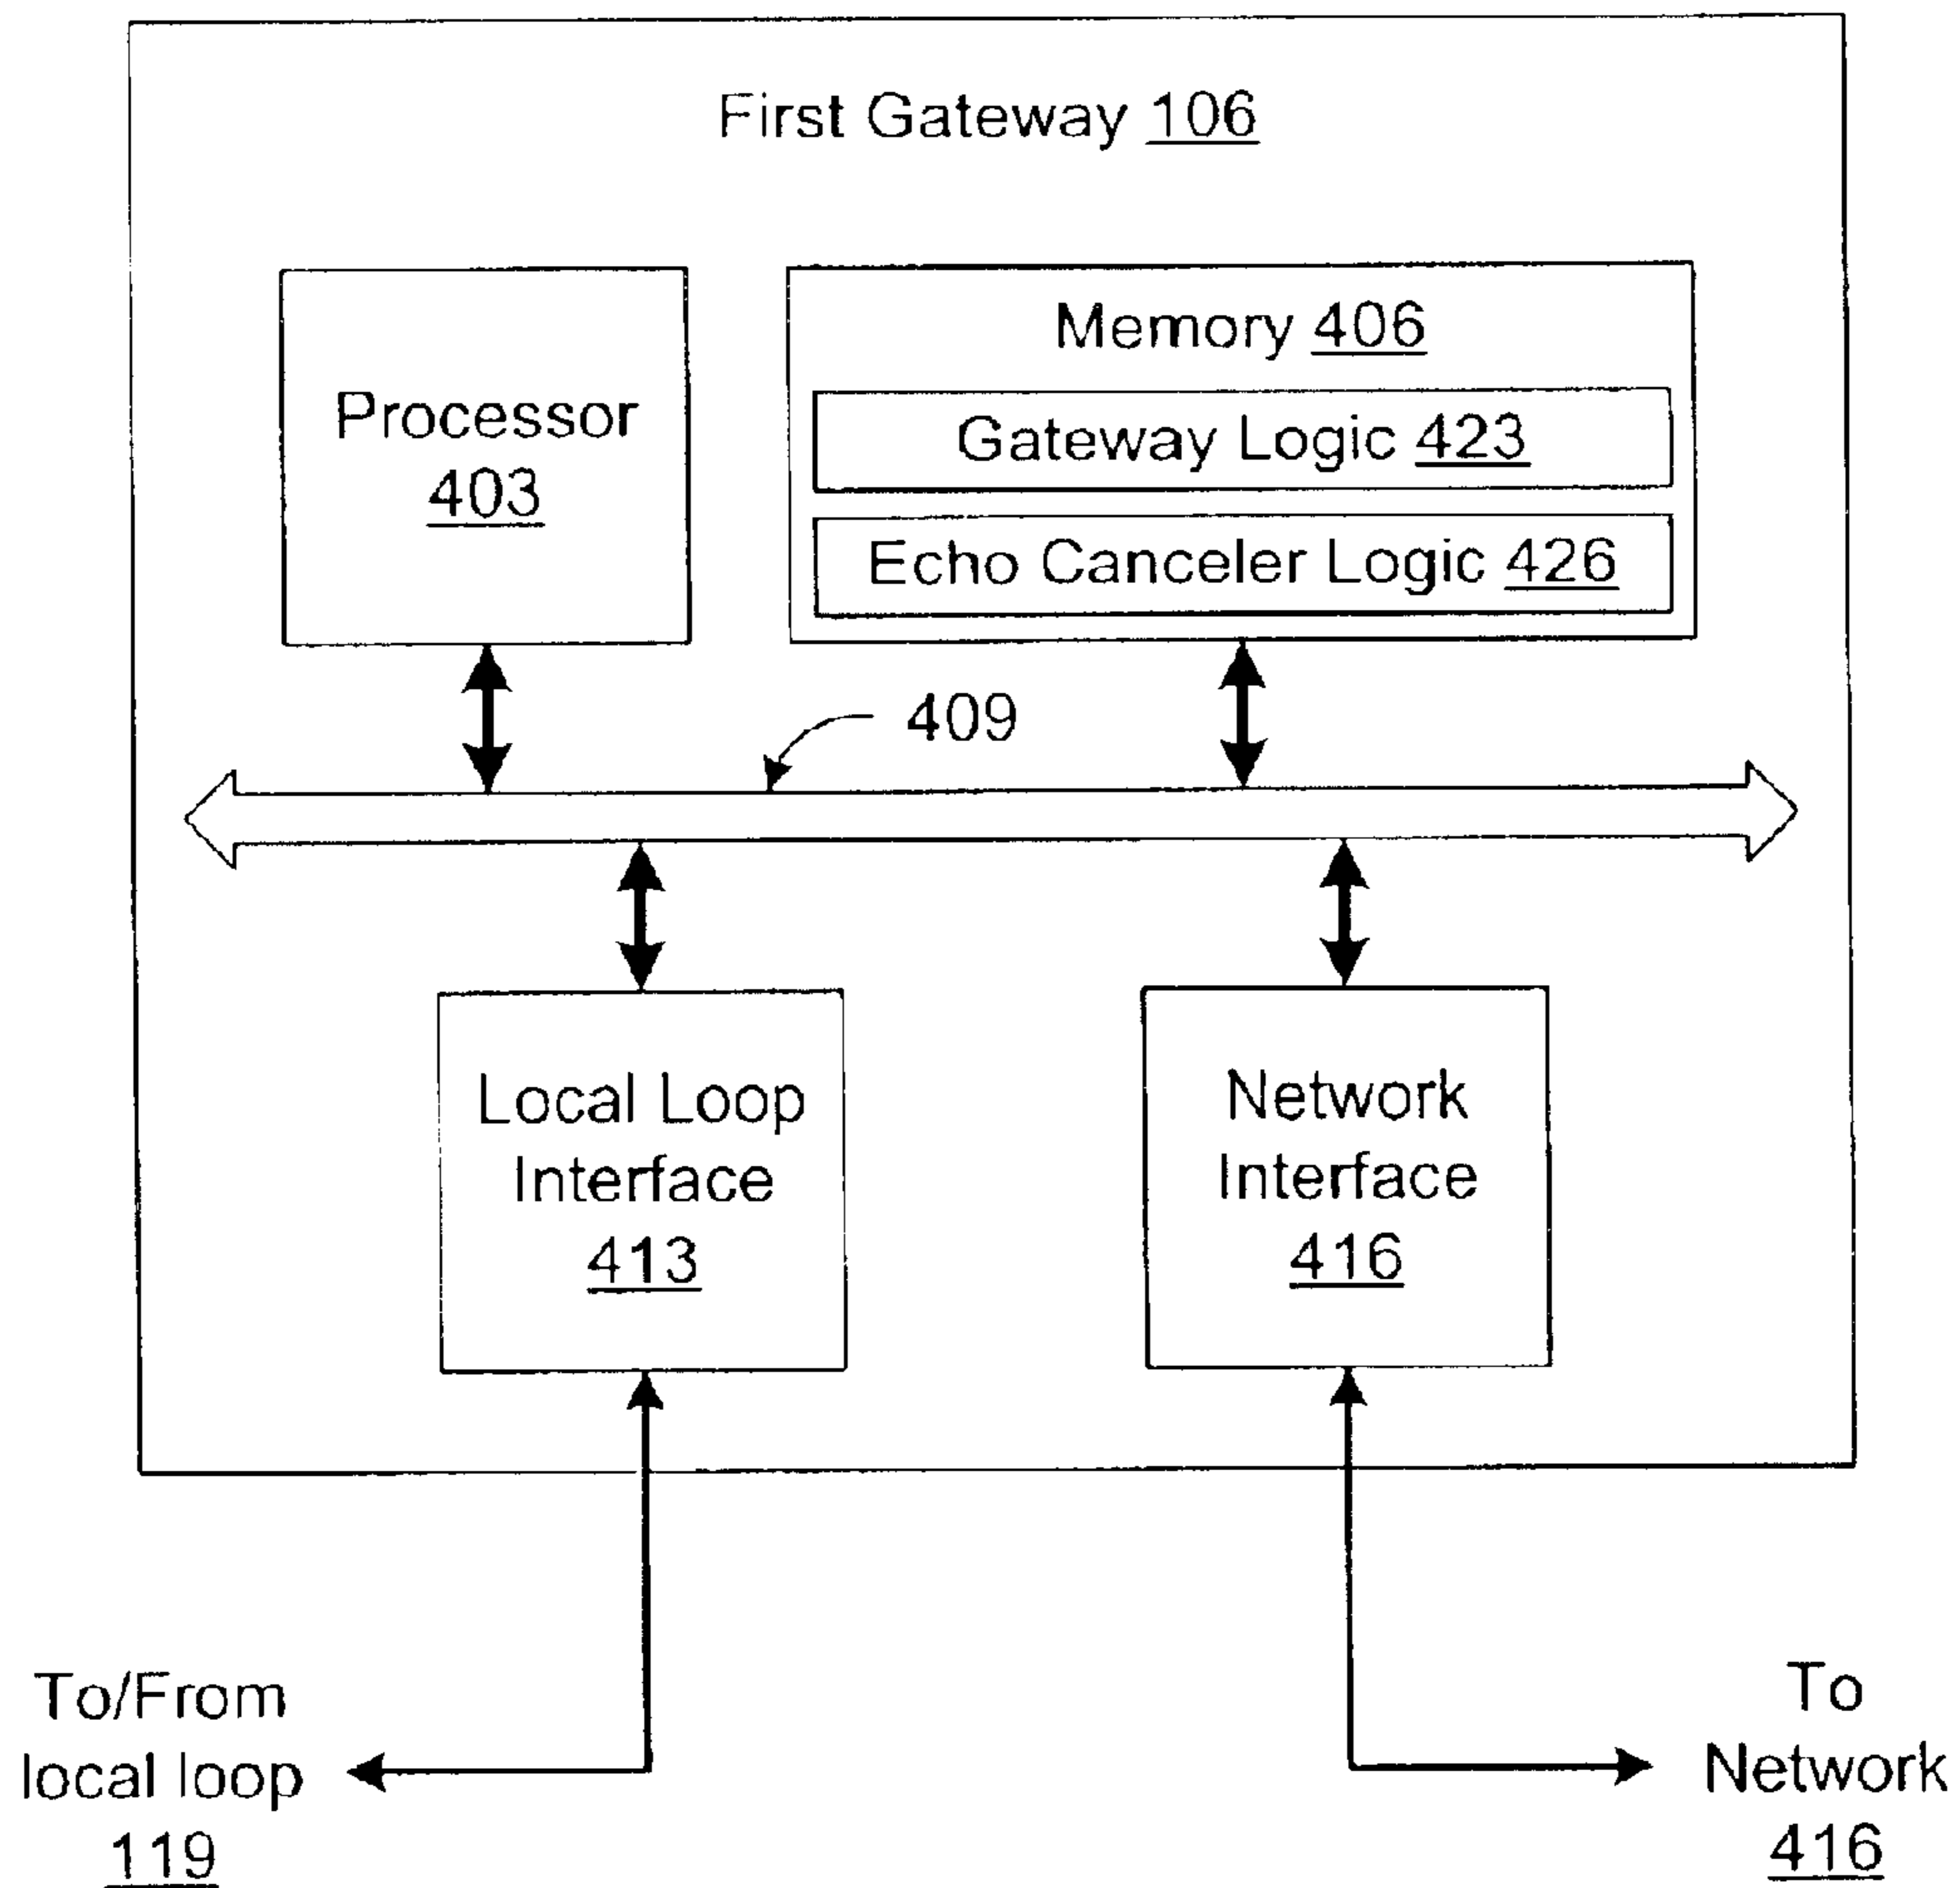 First Gateway 106
Processor
403
Memory 406
Gateway Logic 423
Echo Canceler Logic 426
409
Local Loop
Interface
413
Network
Interface
416
To/From
local loop
119
To
Network
416